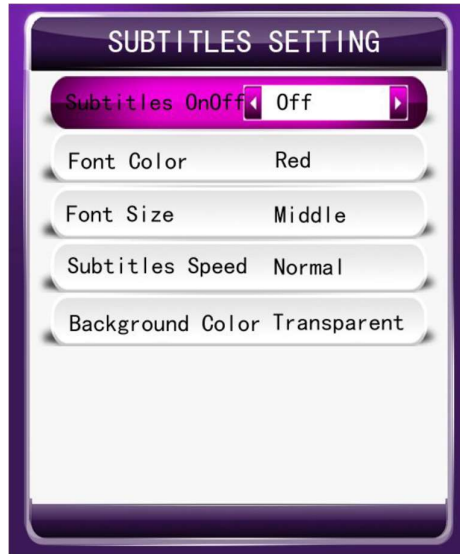 SUBTITLES SETTING
Subtitles OnOff Off
Font Color Red
Font Size Middle
Subtitles Speed Normal
Background Color Transparent